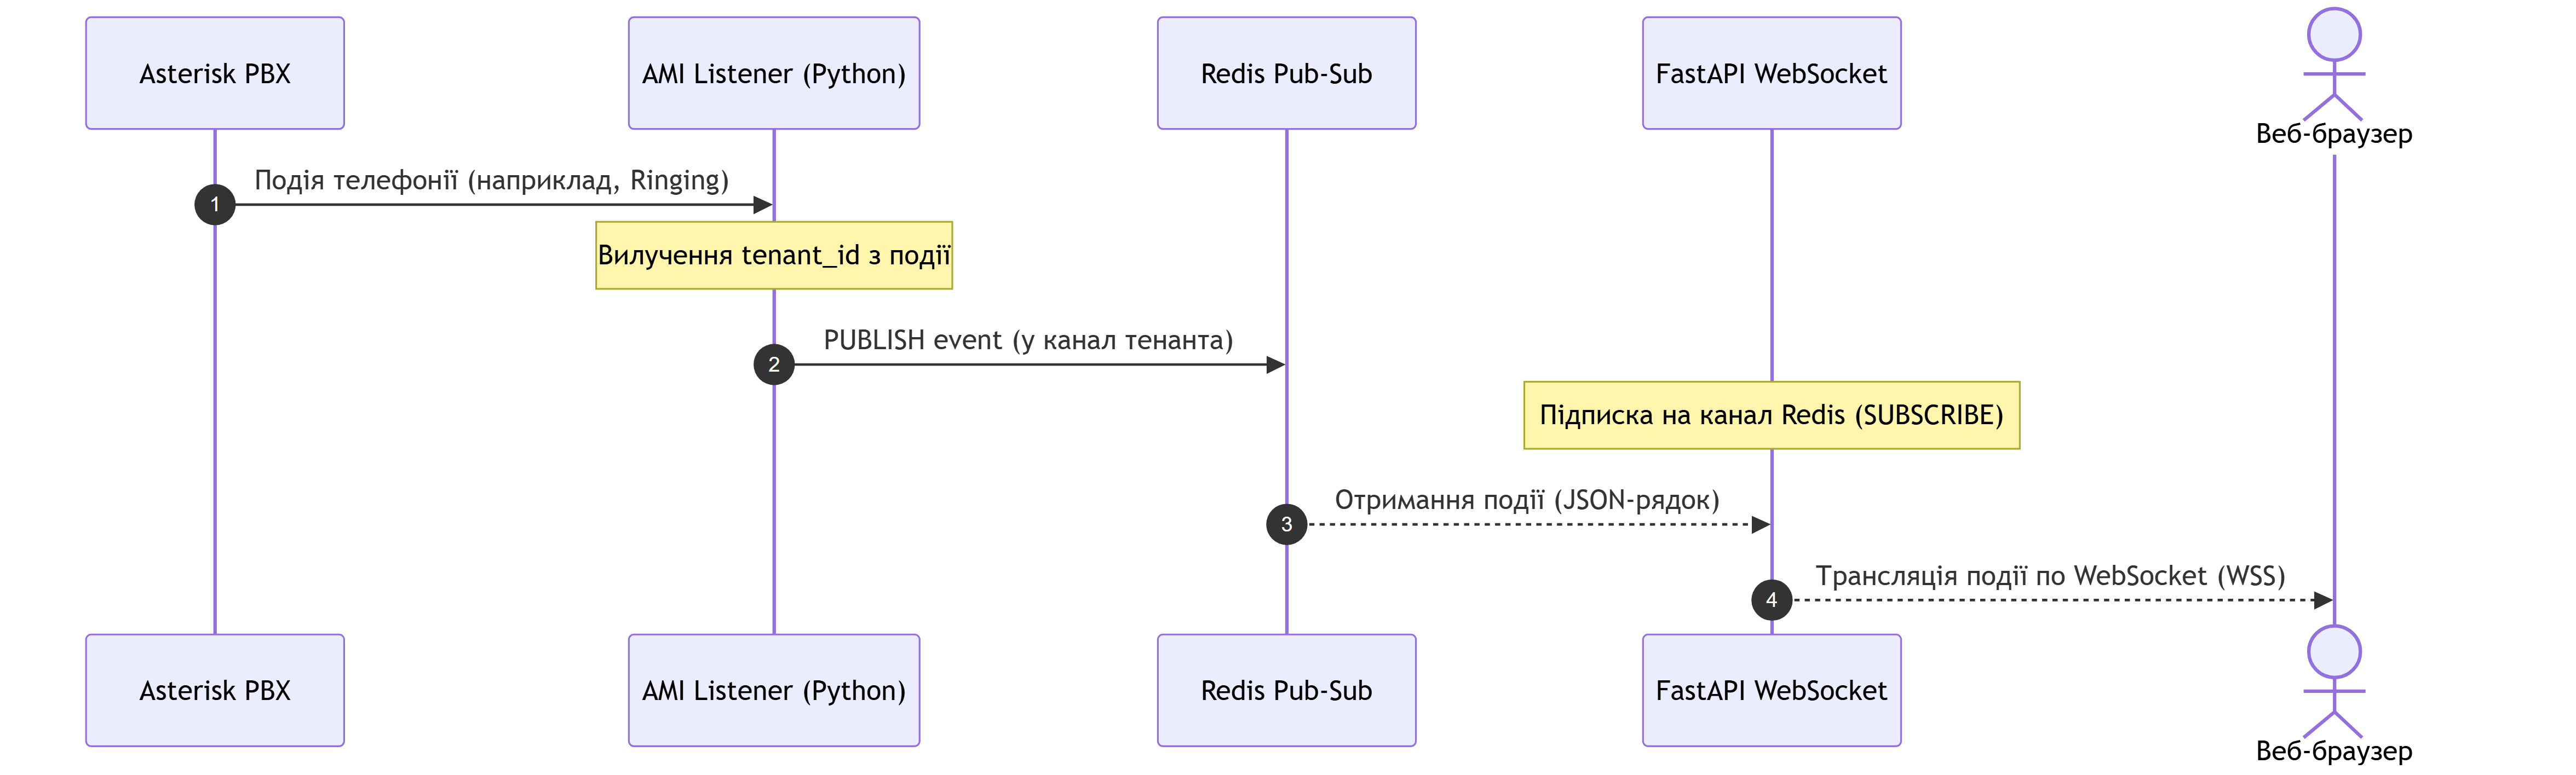 Asterisk PBX
AMI Listener (Python)
Redis Pub-Sub
FastAPI WebSocket
Веб-браузер
Подія телефонії (наприклад, Ringing)
1
Вилучення tenant_id з події
PUBLISH event (у канал тенанта)
2
Підписка на канал Redis (SUBSCRIBE)
Отримання події (JSON-рядок)
3
Трансляція події по WebSocket (WSS)
4
Asterisk PBX
AMI Listener (Python)
Redis Pub-Sub
FastAPI WebSocket
Веб-браузер